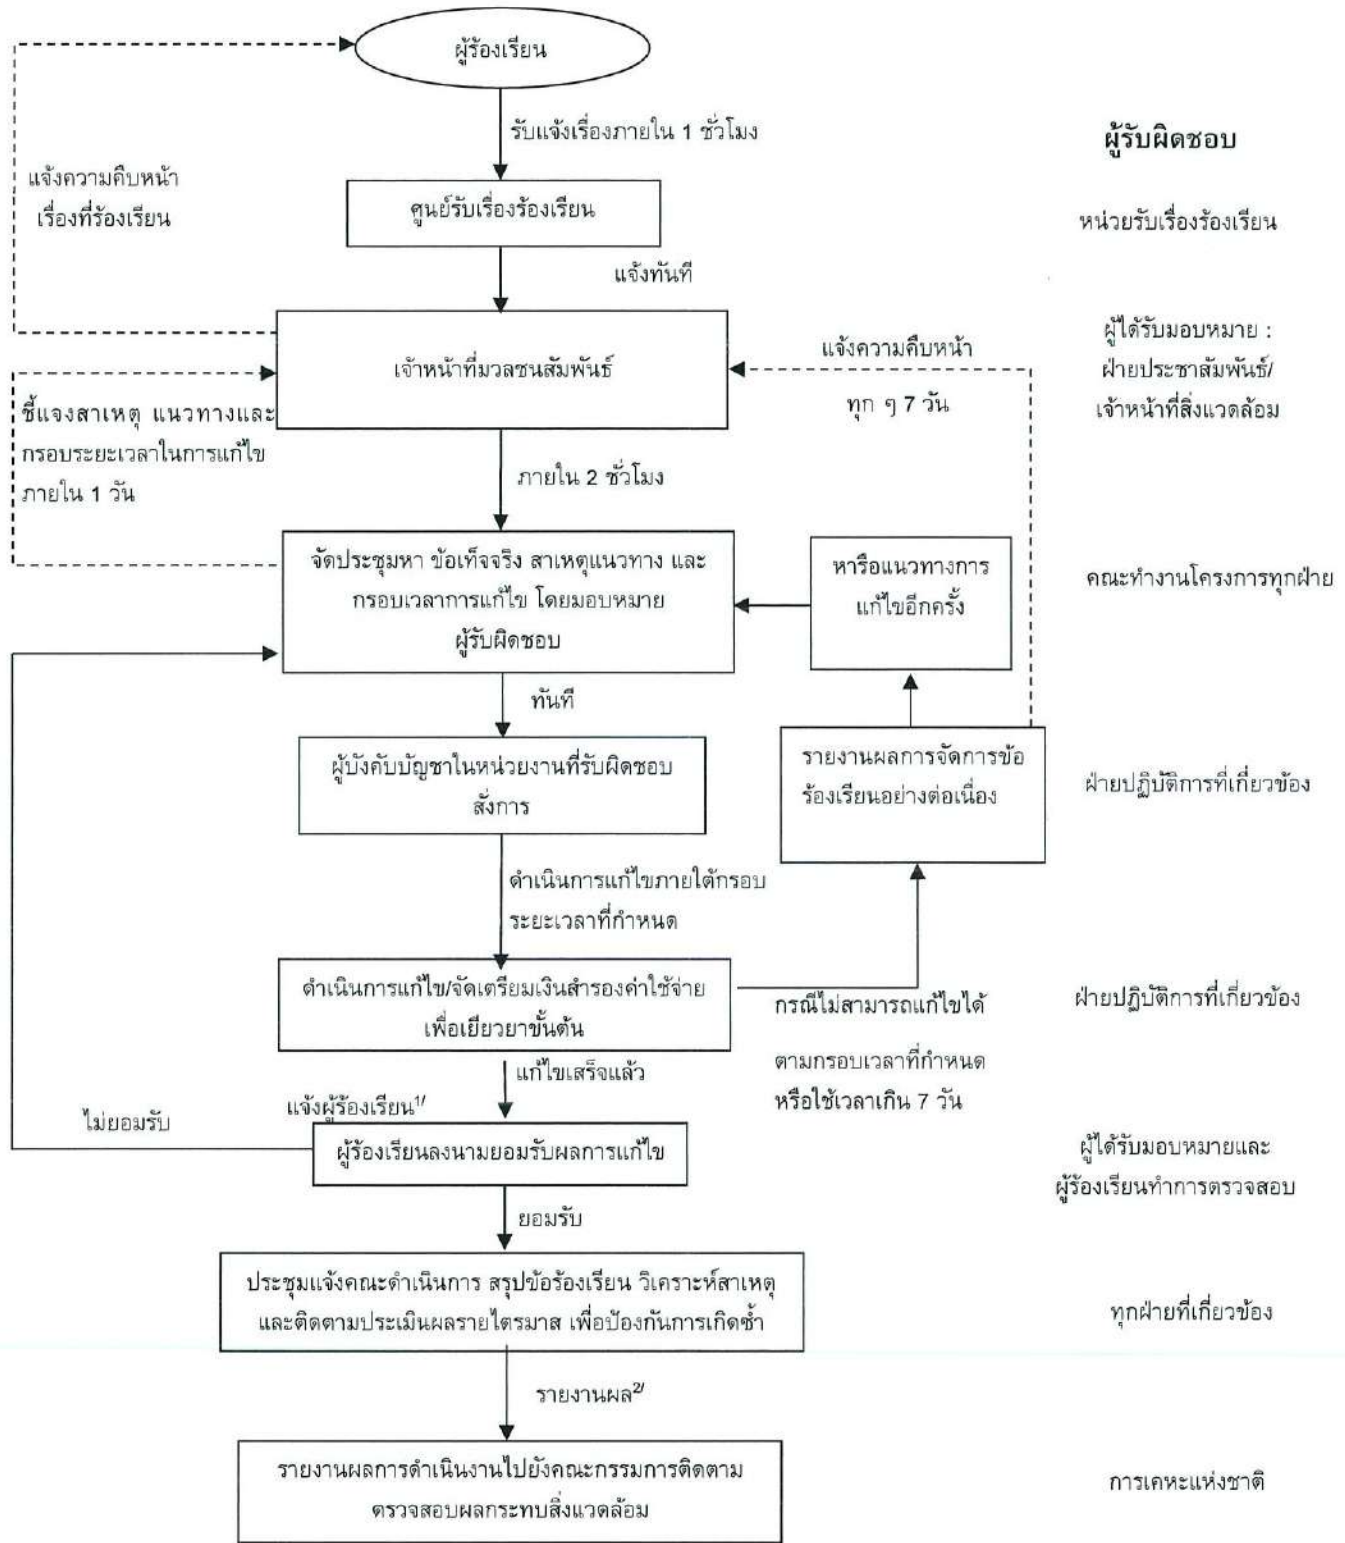 ผู้ร้องเรียน
รับแจ้งเรื่องภายใน 1 ชั่วโมง
ผู้รับผิดชอบ
แจ้งความคืบหน้า
เรื่องที่ร้องเรียน
ศูนย์รับเรื่องร้องเรียน
หน่วยรับเรื่องร้องเรียน
แจ้งทันที
เจ้าหน้าที่มวลชนสัมพันธ์
แจ้งความคืบหน้า
ทุก ๆ 7 วัน
ผู้ได้รับมอบหมาย :
ฝ่ายประชาสัมพันธ์/
เจ้าหน้าที่สิ่งแวดล้อม
ชี้แจงสาเหตุ แนวทางและ
กรอบระยะเวลาในการแก้ไข
ภายใน 1 วัน
ภายใน 2 ชั่วโมง
จัดประชุมหา ข้อเท็จจริง สาเหตุแนวทาง และ
กรอบเวลาการแก้ไข โดยมอบหมาย
ผู้รับผิดชอบ
หารือแนวทางการ
แก้ไขอีกครั้ง
คณะทำงานโครงการทุกฝ่าย
ทันที
ผู้บังคับบัญชาในหน่วยงานที่รับผิดชอบ
สั่งการ
รายงานผลการจัดการข้อ
ร้องเรียนอย่างต่อเนื่อง
ฝ่ายปฏิบัติการที่เกี่ยวข้อง
ดำเนินการแก้ไขภายใต้กรอบ
ระยะเวลาที่กำหนด
ดำเนินการแก้ไข/จัดเตรียมเงินสำรองค่าใช้จ่าย
เพื่อเยียวยาขั้นต้น
กรณีไม่สามารถแก้ไขได้
ตามกรอบเวลาที่กำหนด
หรือใช้เวลาเกิน 7 วัน
ฝ่ายปฏิบัติการที่เกี่ยวข้อง
แก้ไขเสร็จแล้ว
แจ้งผู้ร้องเรียน1/
ไม่ยอมรับ
ผู้ร้องเรียนลงนามยอมรับผลการแก้ไข
ผู้ได้รับมอบหมายและ
ผู้ร้องเรียนทำการตรวจสอบ
ยอมรับ
ประชุมแจ้งคณะดำเนินการ สรุปข้อร้องเรียน วิเคราะห์สาเหตุ
และติดตามประเมินผลรายไตรมาส เพื่อป้องกันการเกิดซ้ำ
ทุกฝ่ายที่เกี่ยวข้อง
รายงานผล2/
รายงานผลการดำเนินงานไปยังคณะกรรมการติดตาม
ตรวจสอบผลกระทบสิ่งแวดล้อม
การเคหะแห่งชาติ